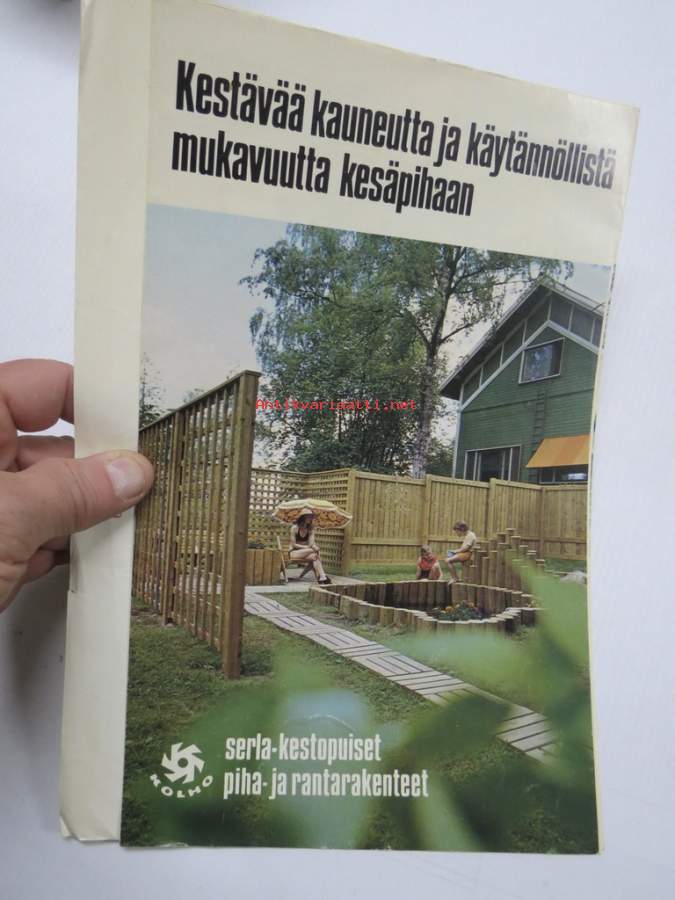 Kestävää kauneutta ja käytännöllistä
mukavuutta kesäpihaan
Antikvariaatti.net
serla-kestopuiset
piha- ja rantarakenteet
KOLHO